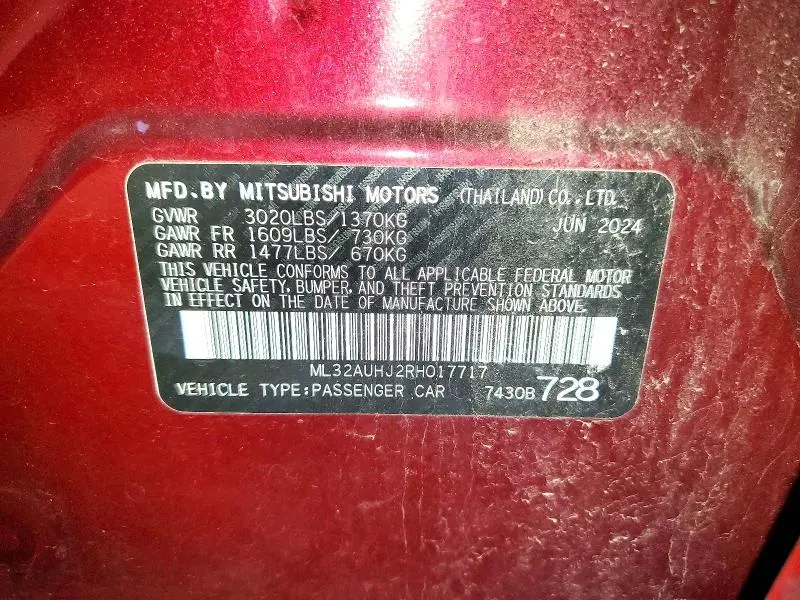 MFD.BY MITSUBISHI MOTORS (THAILAND) CO.,LTD.
GVWR 3020LBS/1370KG JUN 2024
GAWR FR 1609LBS/ 730KG
GAWR RR 1477LBS/ 670KG
THIS VEHICLE CONFORMS TO ALL APPLICABLE FEDERAL MOTOR
VEHICLE SAFETY, BUMPER, AND THEFT PREVENTION STANDARDS
IN EFFECT ON THE DATE OF MANUFACTURE SHOWN ABOVE.
ML32AUHJ2RH017717
VEHICLE TYPE:PASSENGER CAR 7430B728